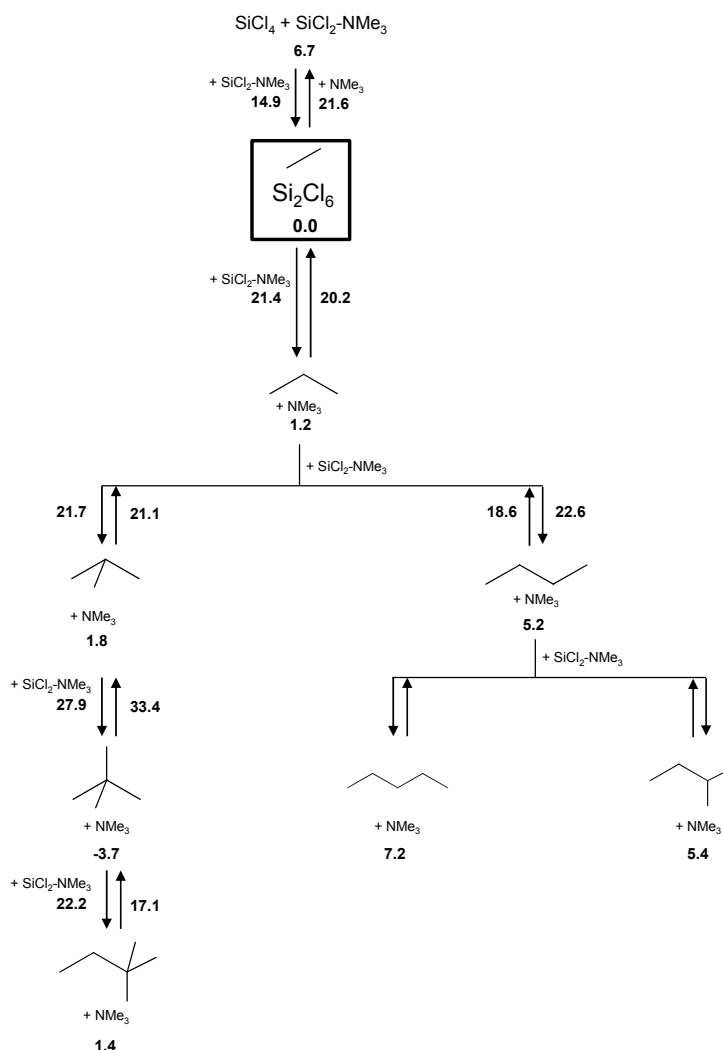 SiCl4 + SiCl2-NMe3
6.7
+ SiCl2-NMe3
14.9
+ NMe3
21.6
Si2Cl6
0.0
+ SiCl2-NMe3
21.4
20.2
+ NMe3
1.2
+ SiCl2-NMe3
21.7
21.1
18.6
22.6
+ NMe3
1.8
+ NMe3
5.2
+ SiCl2-NMe3
+ SiCl2-NMe3
27.9
33.4
+ NMe3
-3.7
+ NMe3
7.2
+ NMe3
5.4
+ SiCl2-NMe3
22.2
17.1
+ NMe3
1.4